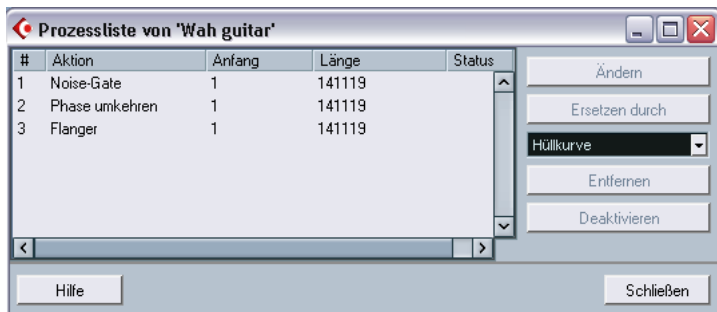 Prozessliste von 'Wah guitar'
# Aktion Anfang Länge Status
1 Noise-Gate 1 141119
2 Phase umkehren 1 141119
3 Flanger 1 141119
Ändern
Ersetzen durch
Hüllkurve
Entfernen
Deaktivieren
Hilfe
Schließen